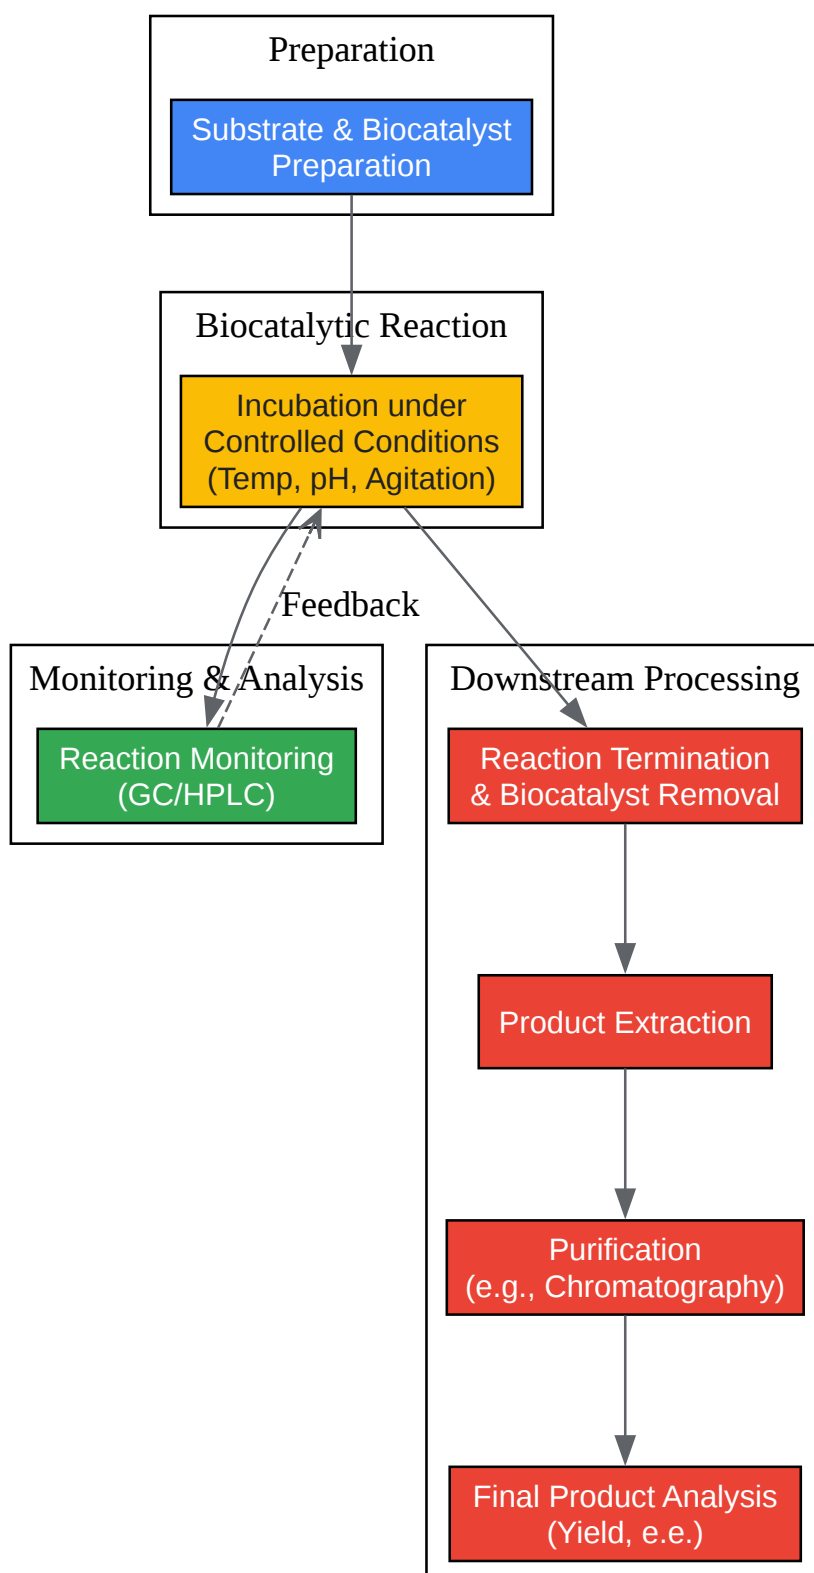 Preparation
Substrate & Biocatalyst
Preparation
Biocatalytic Reaction
Incubation under
Controlled Conditions
(Temp, pH, Agitation)
Feedback
Monitoring & Analysis
Reaction Monitoring
(GC/HPLC)
Downstream Processing
Reaction Termination
& Biocatalyst Removal
Product Extraction
Purification
(e.g., Chromatography)
Final Product Analysis
(Yield, e.e.)